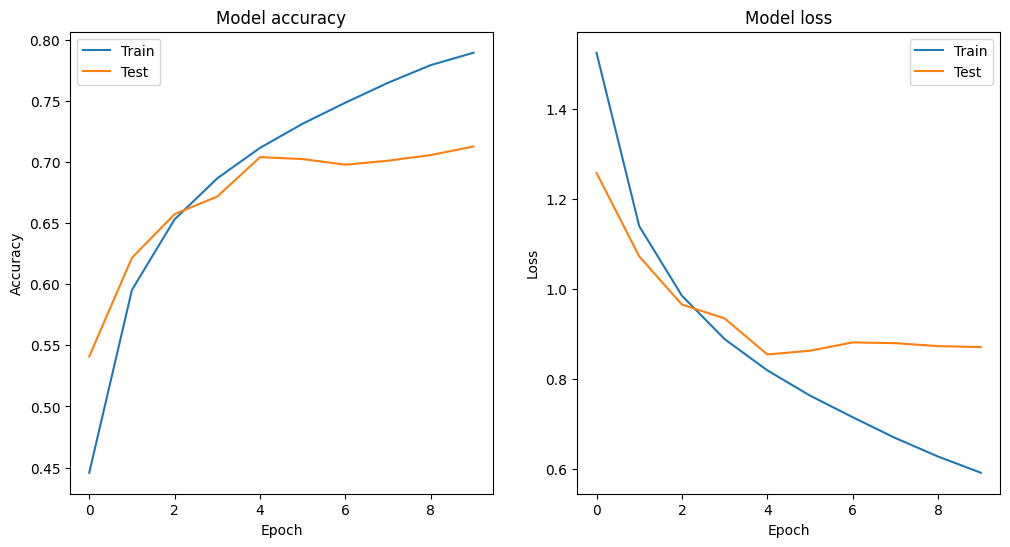 Model accuracy
Train
Test
0.80
0.75
0.70
0.65
0.60
0.55
0.50
0.45
Accuracy
0 2 4 6 8
Epoch
Model loss
Train
Test
1.4
1.2
1.0
0.8
0.6
Loss
0 2 4 6 8
Epoch